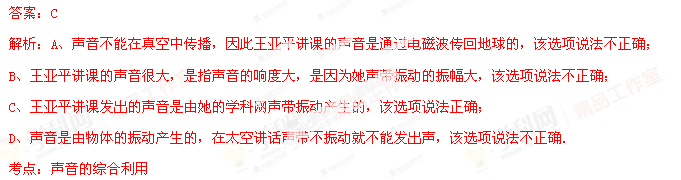 答案：C
解析：A、声音不能在真空中传播，因此王亚平讲课的声音是通过电磁波传回地球的，该选项说法不正确；
B、王亚平讲课的声音很大，是指声音的响度大，是因为她声带振动的振幅大，该选项说法不正确；
C、王亚平讲课发出的声音是由她的学科网声带振动产生的，该选项说法正确；
D、声音是由物体的振动产生的，在太空讲话声带不振动就不能发出声，该选项说法不正确．
考点：声音的综合利用